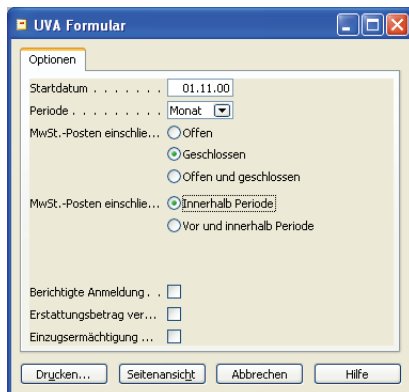 UVA Formular
Optionen
Startdatum . . . . . . . 01.11.00
Periode . . . . . . . . . Monat
MwSt.-Posten einschlie... Offen
Geschlossen
Offen und geschlossen
MwSt.-Posten einschlie... Innerhalb Periode
Vor und innerhalb Periode
Berichtigte Anmeldung . .
Erstattungsbetrag ver...
Einzugsermächtigung ...
Drucken... Seitenansicht Abbrechen Hilfe